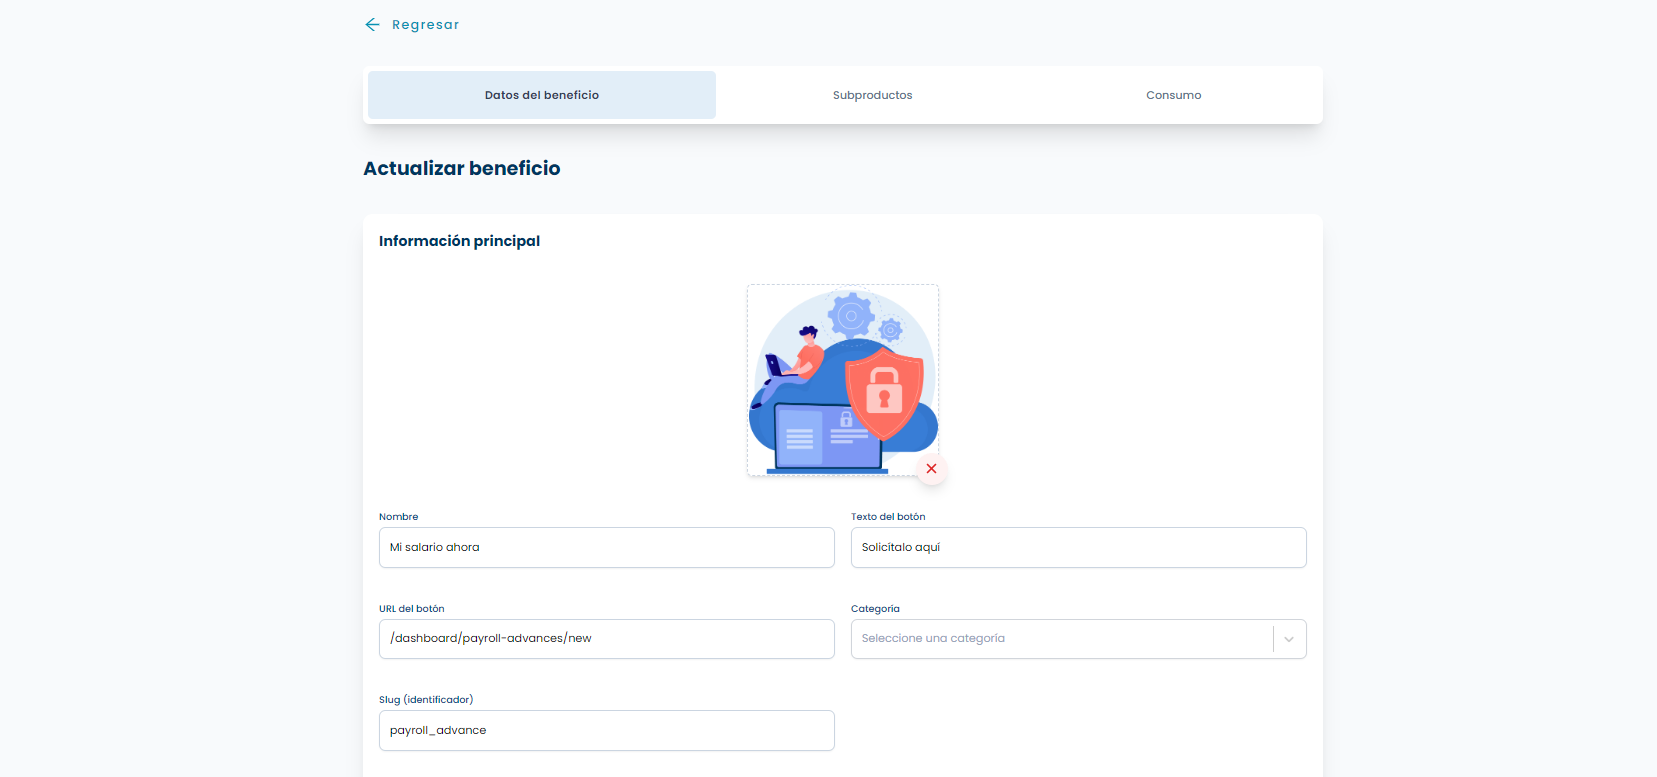 Regresar
Datos del beneficio
Subproductos
Consumo
Actualizar beneficio
Información principal
Nombre
Texto del botón
Mi salario ahora
Solicítalo aquí
URL del botón
Categoría
/dashboard/payroll-advances/new
Seleccione una categoría
Slug (identificador)
payroll_advance